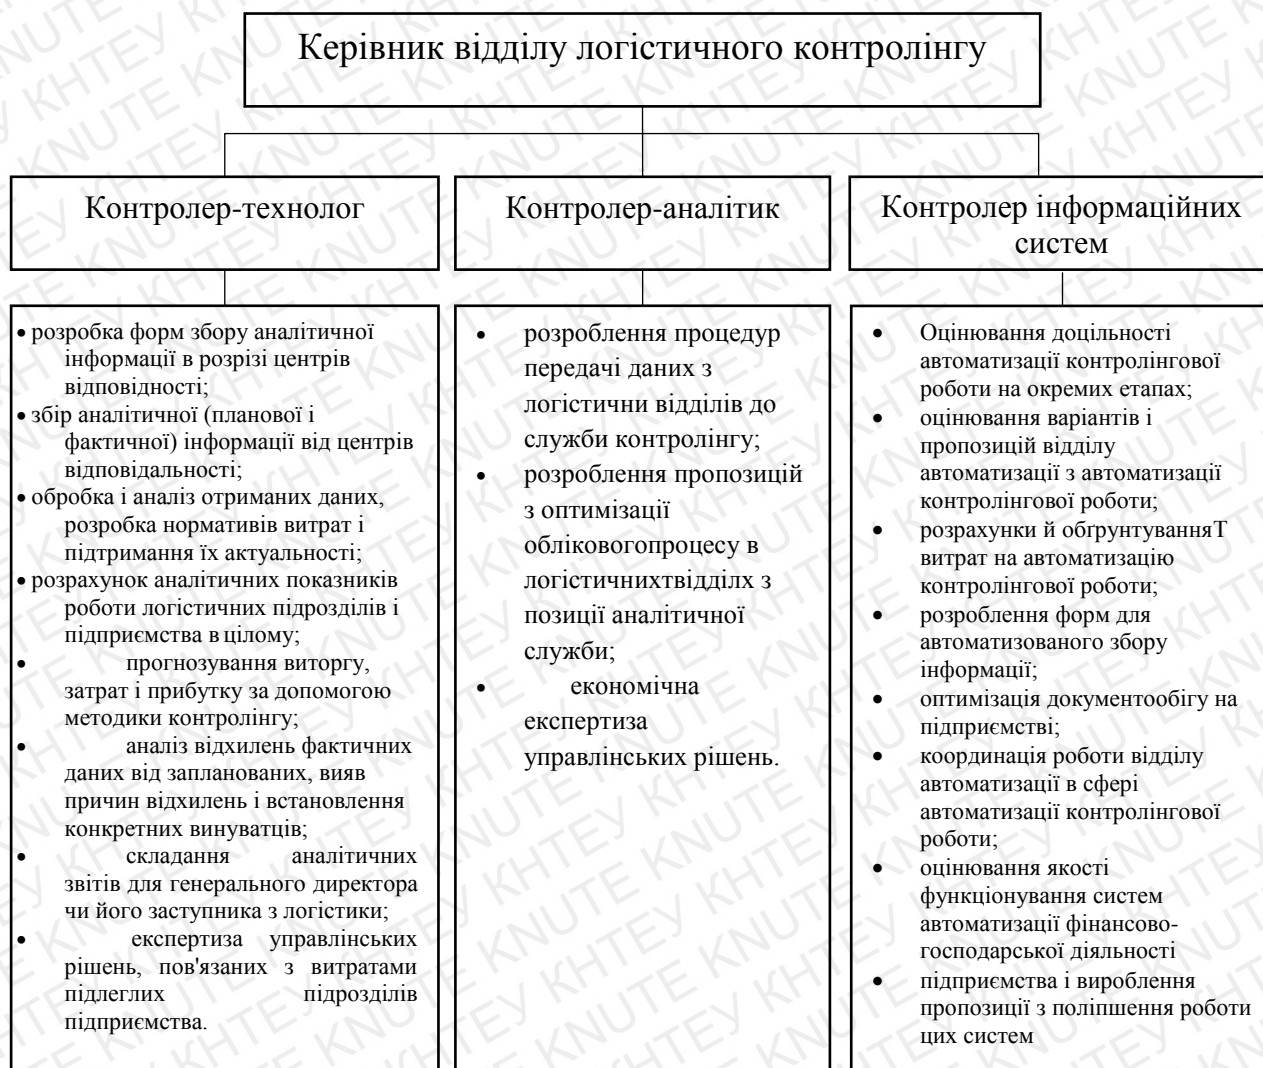 Керівник відділу логістичного контролінгу
Контролер-технолог
Контролер-аналітик
Контролер інформаційних
систем
• розробка форм збору аналітичної
інформації в розрізі центрів
відповідності;
• збір аналітичної (планової і
фактичної) інформації від центрів
відповідальності;
• обробка і аналіз отриманих даних,
розробка нормативів витрат і
підтримання їх актуальності;
• розрахунок аналітичних показників
роботи логістичних підрозділів і
підприємства в цілому;
• прогнозування виторгу,
затрат і прибутку за допомогою
методики контролінгу;
• аналіз відхилень фактичних
даних від запланованих, вияв
причин відхилень і встановлення
конкретних винуватців;
• складання аналітичних
звітів для генерального директора
чи його заступника з логістики;
• експертиза управлінських
рішень, пов'язаних з витратами
підлеглих підрозділів
підприємства.
• розроблення процедур
передачі даних з
логістични відділів до
служби контролінгу;
• розроблення пропозицій
з оптимізації
обліковогопроцесу в
логістичнихтвідділх з
позиції аналітичної
служби;
• економічна
експертиза
управлінських рішень.
• Оцінювання доцільності
автоматизації контролінгової
роботи на окремих етапах;
• оцінювання варіантів і
пропозицій відділу
автоматизації з автоматизації
контролінгової роботи;
• розрахунки й обґрунтуванняТ
витрат на автоматизацію
контролінгової роботи;
• розроблення форм для
автоматизованого збору
інформації;
• оптимізація документообігу на
підприємстві;
• координація роботи відділу
автоматизації в сфері
автоматизації контролінгової
роботи;
• оцінювання якості
функціонування систем
автоматизації фінансово-
господарської діяльності
• підприємства і вироблення
пропозиції з поліпшення роботи
цих систем